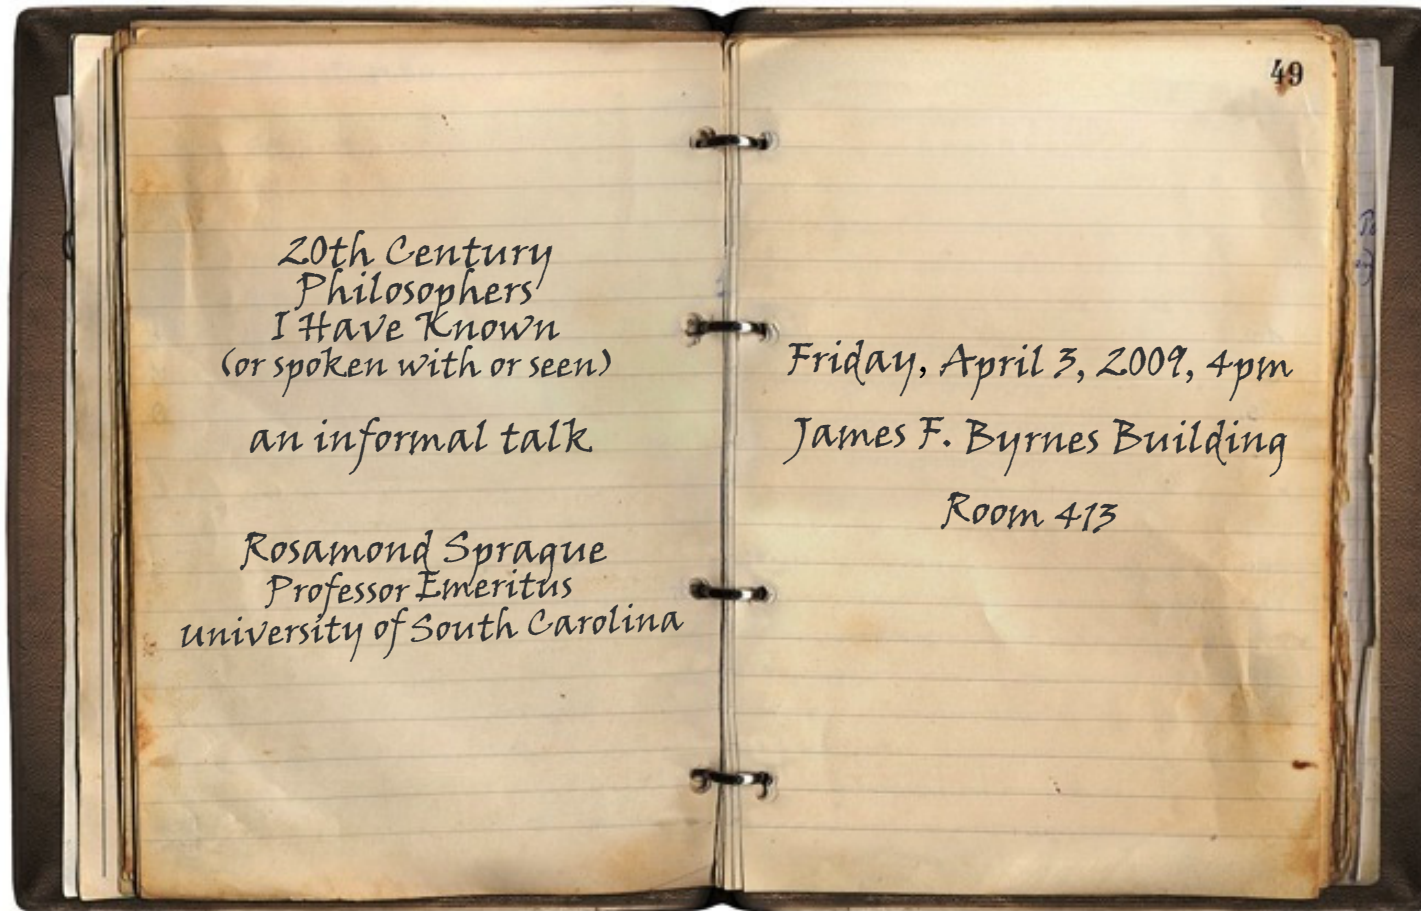 20th Century
Philosophers
I Have Known
(or spoken with or seen)
an informal talk
Rosamond Sprague
Professor Emeritus
University of South Carolina
49
Friday, April 3, 2009, 4pm
James F. Byrnes Building
Room 413